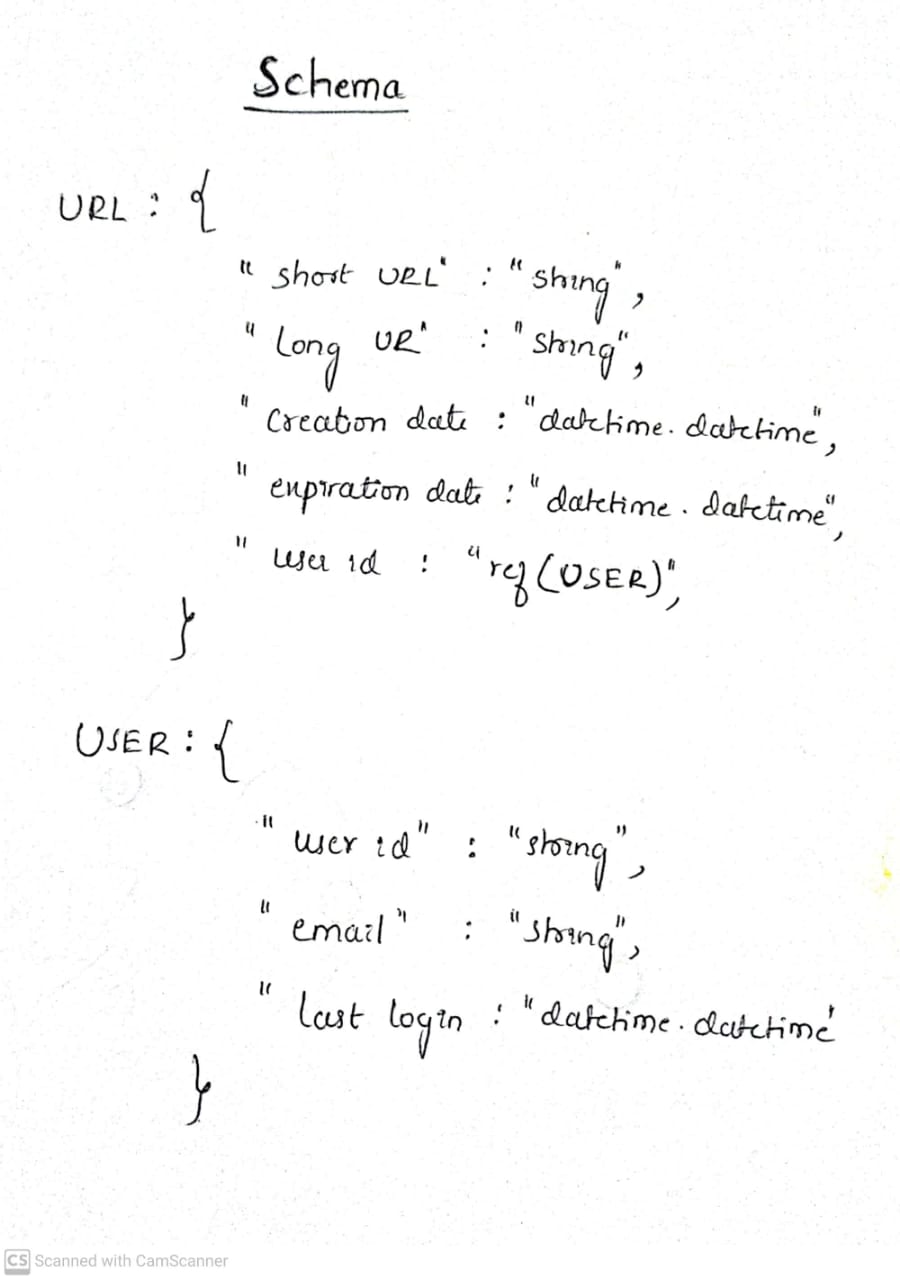 Schema
URL : {
"short URL" : "string",
"Long UR" : "string",
"Creation date : "datetime.datetime",
"expiration date : "datetime.datetime",
"user id : "ref(USER)",
}
USER : {
"user id" : "string",
"email" : "string",
"last login : "datetime.datetime'
}
CS Scanned with CamScanner